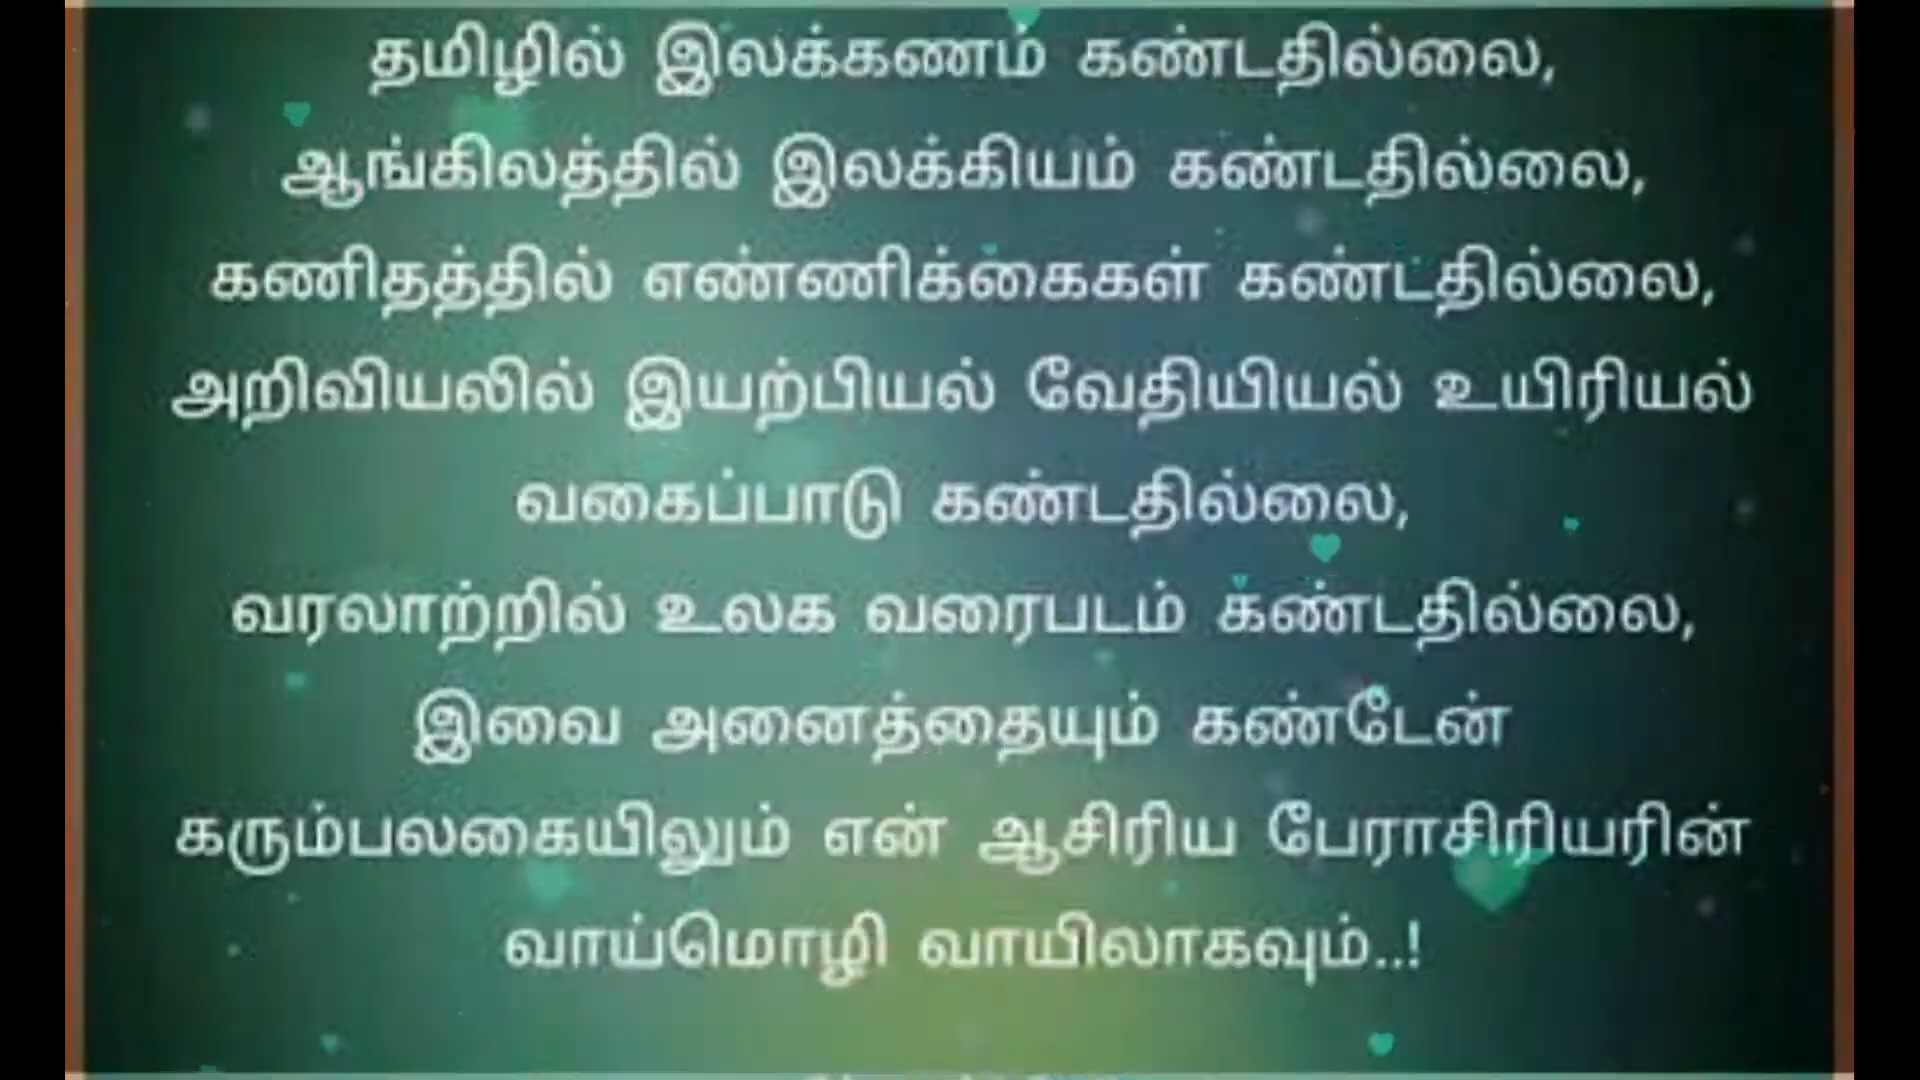 தமிழில் இலக்கணம் கண்டதில்லை,
ஆங்கிலத்தில் இலக்கியம் கண்டதில்லை,
கணிதத்தில் எண்ணிக்கைகள் கண்டதில்லை,
அறிவியலில் இயற்பியல் வேதியியல் உயிரியல்
வகைப்பாடு கண்டதில்லை,
வரலாற்றில் உலக வரைபடம் கண்டதில்லை,
இவை அனைத்தையும் கண்டேன்
கரும்பலகையிலும் என் ஆசிரிய பேராசிரியரின்
வாய்மொழி வாயிலாகவும்..!